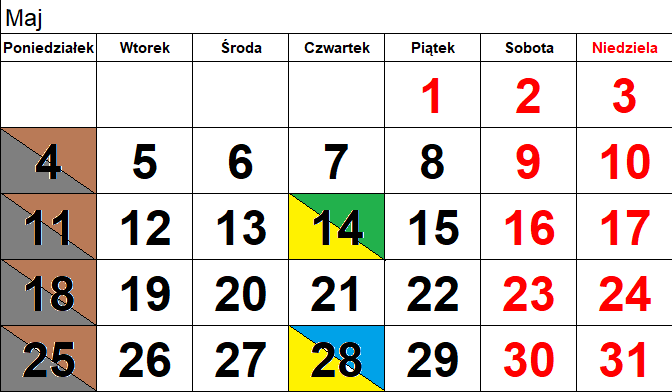 Maj
Poniedziałek Wtorek Środa Czwartek Piątek Sobota Niedziela
1 2 3
4 5 6 7 8 9 10
11 12 13 14 15 16 17
18 19 20 21 22 23 24
25 26 27 28 29 30 31